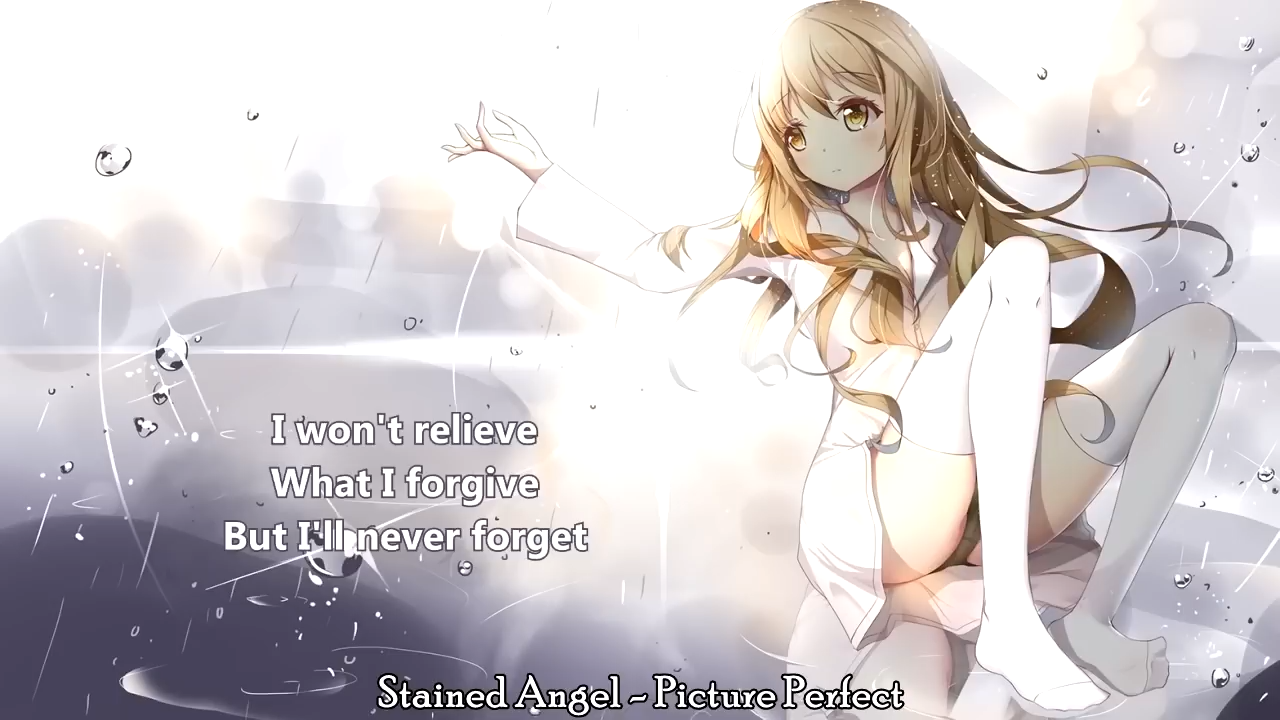 I won't relieve
What I forgive
But I'll never forget
Stained Angel - Picture Perfect